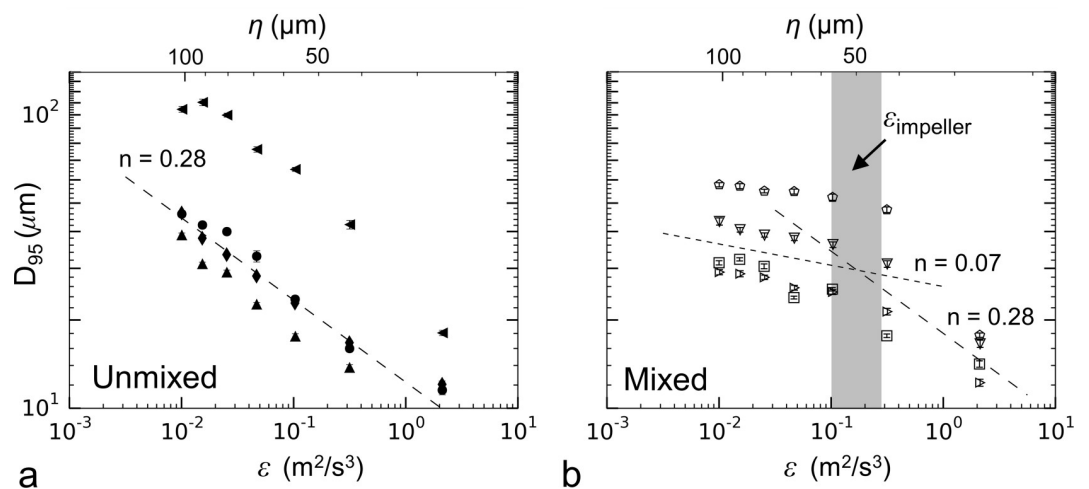 η (μm)
100 50
10²
n = 0.28
D₉₅ (μm)
Unmixed
10¹
10⁻³ 10⁻² 10⁻¹ 10⁰ 10¹
ε (m²/s³)
a
η (μm)
100 50
εimpeller
n = 0.07
n = 0.28
Mixed
10⁻³ 10⁻² 10⁻¹ 10⁰ 10¹
ε (m²/s³)
b